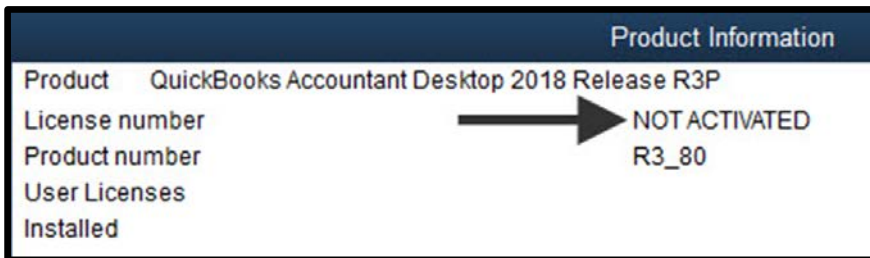 Product Information
Product QuickBooks Accountant Desktop 2018 Release R3P
License number NOT ACTIVATED
Product number R3_80
User Licenses
Installed